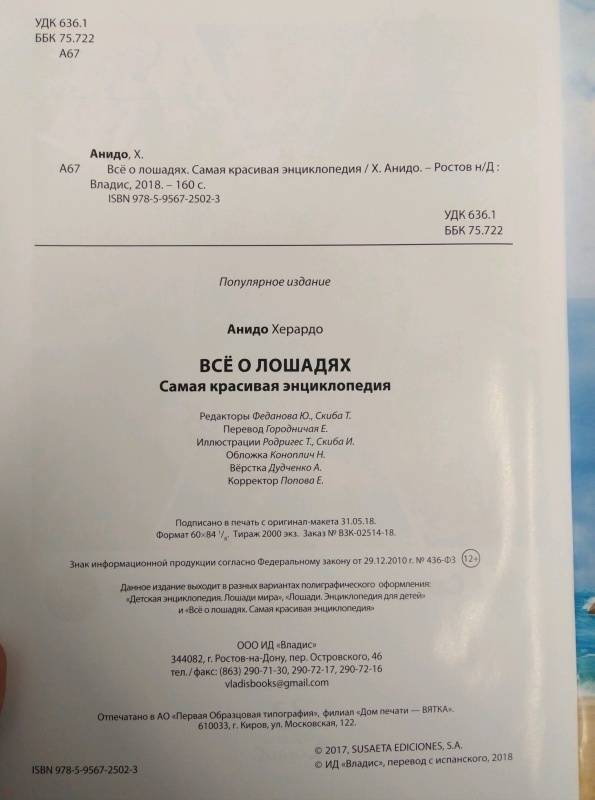 УДК 636.1
ББК 75.722
А67
Анидо, Х.
А67 Всё о лошадях. Самая красивая энциклопедия / Х. Анидо. – Ростов н/Д :
Владис, 2018. – 160 с.
ISBN 978-5-9567-2502-3
УДК 636.1
ББК 75.722
Популярное издание
Анидо Херардо
ВСЁ О ЛОШАДЯХ
Самая красивая энциклопедия
Редакторы Феданова Ю., Скиба Т.
Перевод Городничая Е.
Иллюстрации Родригес Т., Скиба И.
Обложка Коноплич Н.
Вёрстка Дудченко А.
Корректор Попова Е.
Подписано в печать с оригинал-макета 31.05.18.
Формат 60×84 1/8. Тираж 2000 экз. Заказ № ВЗК-02514-18.
Знак информационной продукции согласно Федеральному закону от 29.12.2010 г. № 436-ФЗ 12+
Данное издание выходит в разных вариантах полиграфического оформления:
«Детская энциклопедия. Лошади мира», «Лошади. Энциклопедия для детей»
и «Всё о лошадях. Самая красивая энциклопедия»
ООО ИД «Владис»
344082, г. Ростов-на-Дону, пер. Островского, 46
тел./факс: (863) 290-71-30, 290-72-17, 290-72-16
vladisbooks@gmail.com
Отпечатано в АО «Первая Образцовая типография», филиал «Дом печати — ВЯТКА».
610033, г. Киров, ул. Московская, 122.
© 2017, SUSAETA EDICIONES, S.A.
ISBN 978-5-9567-2502-3 © ИД «Владис», перевод с испанского, 2018